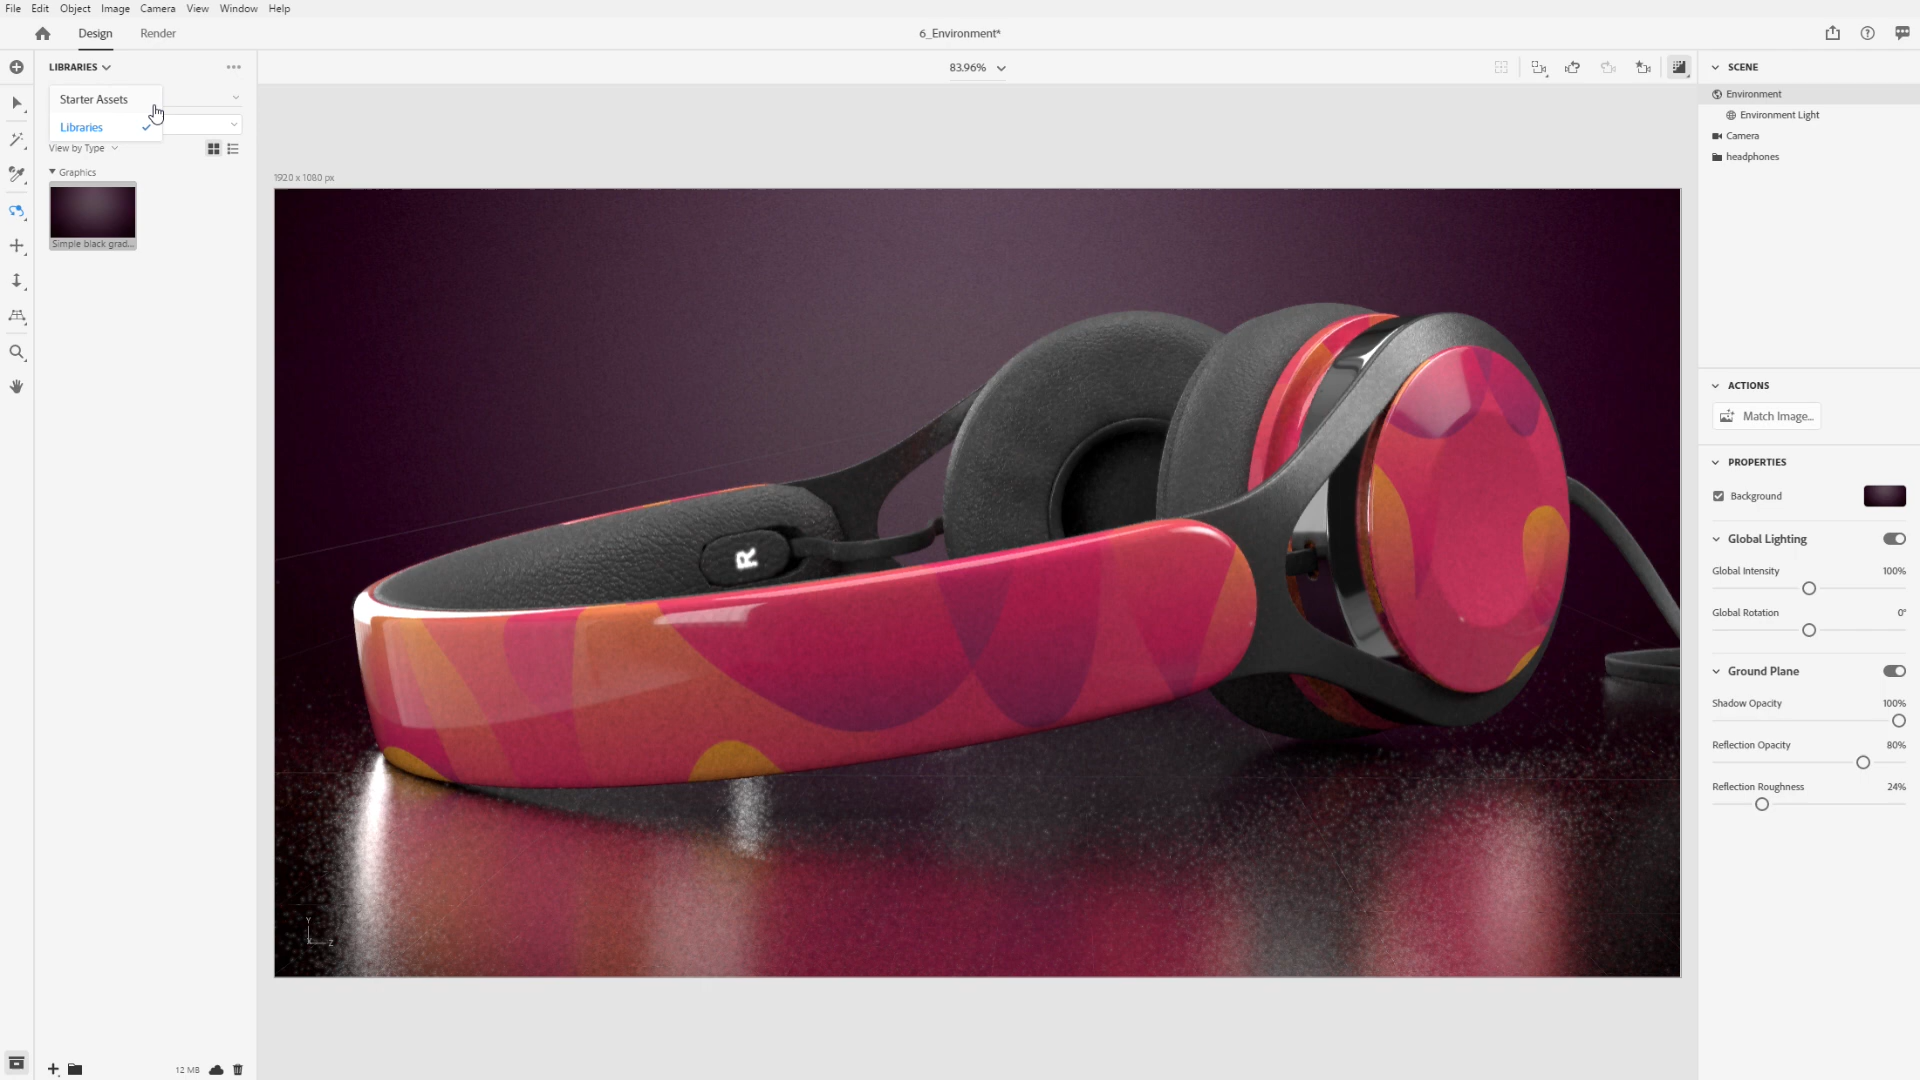 File Edit Object Image Camera View Window Help
Design Render 6_Environment*
LIBRARIES 83.96% SCENE
Starter Assets
Libraries
View by Type
Graphics
Simple black grad...
1920 x 1080 px
R
Y
X Z
12 MB
Environment
Environment Light
Camera
headphones
ACTIONS
Match Image...
PROPERTIES
Background
Global Lighting
Global Intensity 100%
Global Rotation 0°
Ground Plane
Shadow Opacity 100%
Reflection Opacity 80%
Reflection Roughness 24%